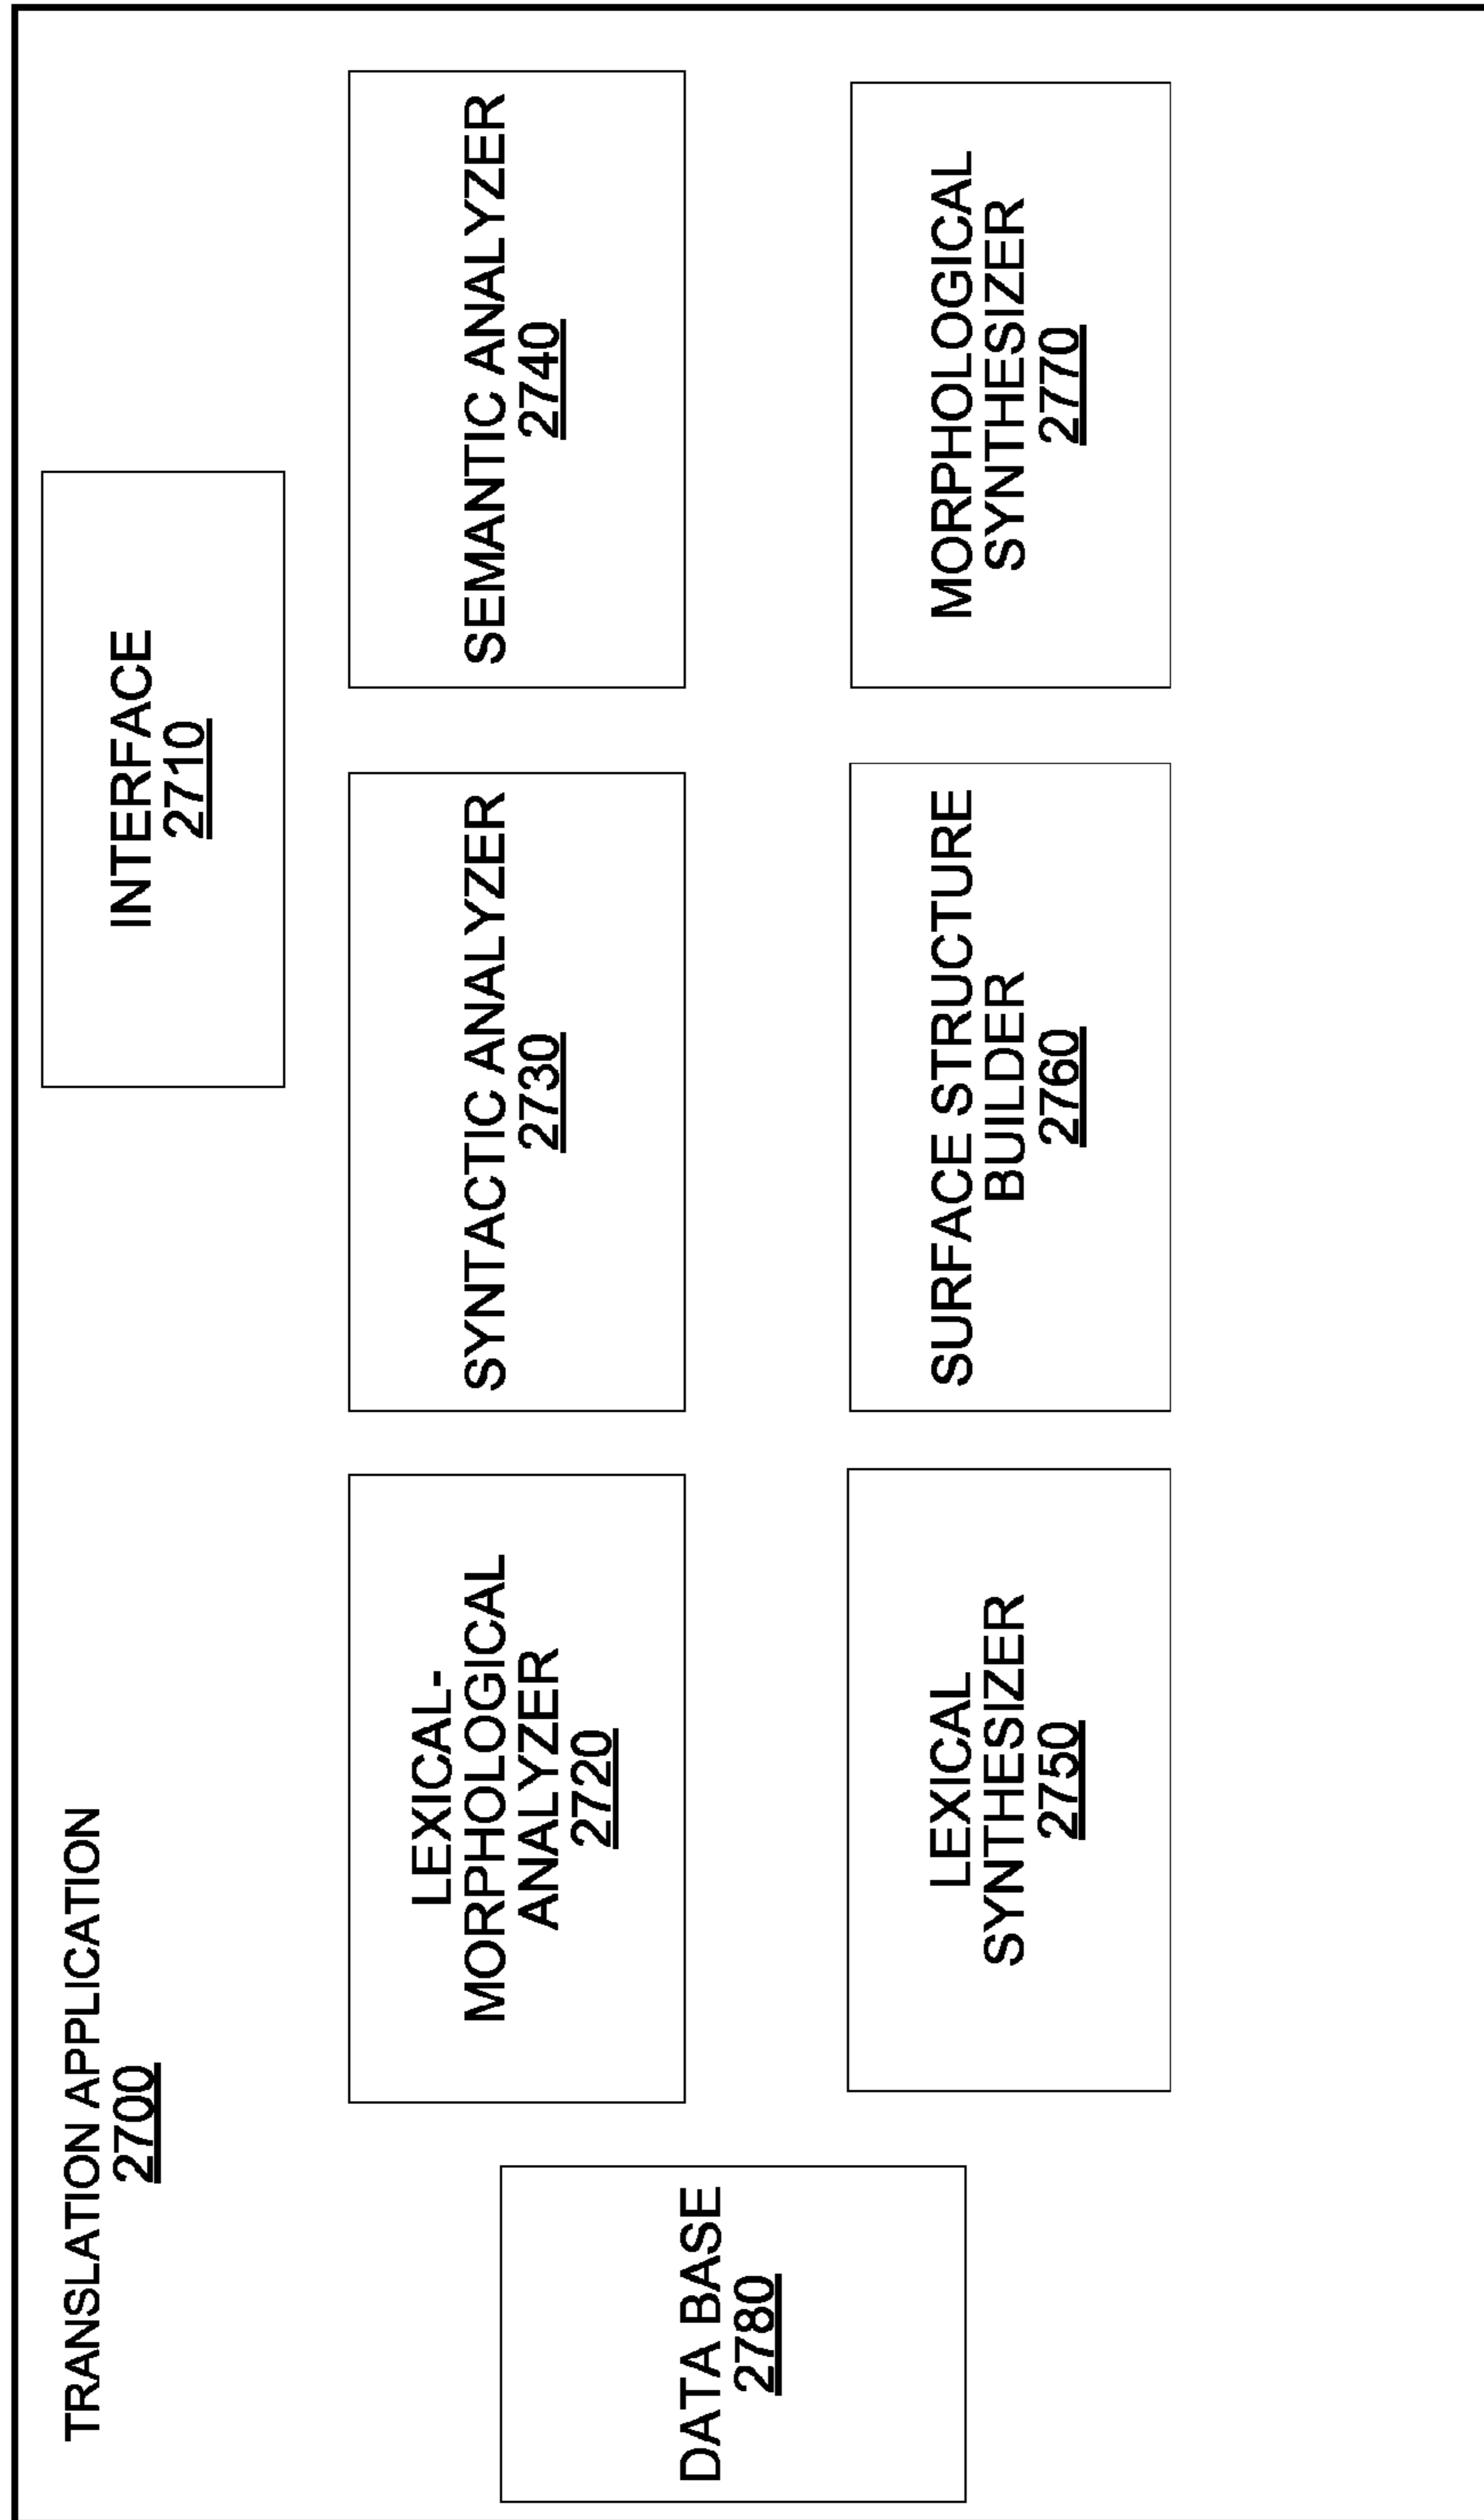 TRANSLATION APPLICATION
2700
INTERFACE
2710
LEXICAL-
MORPHOLOGICAL
ANALYZER
2720
SYNTACTIC ANALYZER
2730
SEMANTIC ANALYZER
2740
DATA BASE
2780
LEXICAL
SYNTHESIZER
2750
SURFACE STRUCTURE
BUILDER
2760
MORPHOLOGICAL
SYNTHESIZER
2770